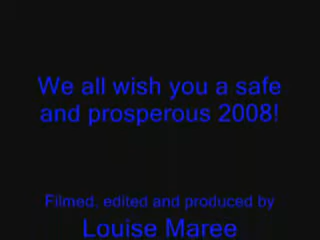 We all wish you a safe
and prosperous 2008!
Filmed, edited and produced by
Louise Maree